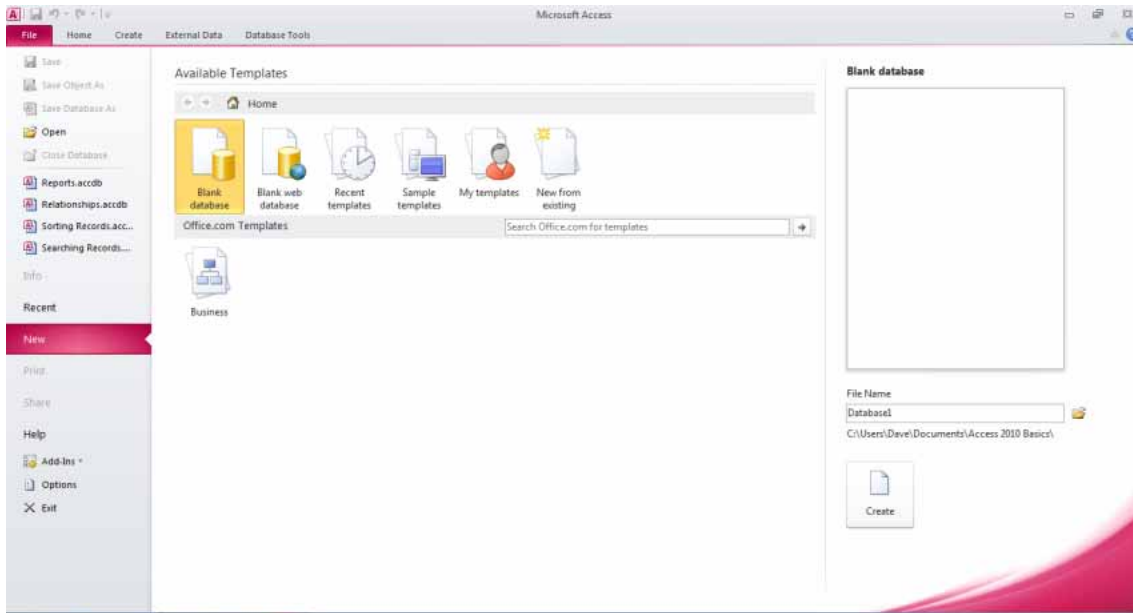 Microsoft Access
File Home Create External Data Database Tools
Save
Save Object As
Save Database As
Open
Close Database
Reports.accdb
Relationships.accdb
Sorting Records.acc...
Searching Records....
Info
Recent
New
Print
Share
Help
Add-Ins
Options
Exit
Available Templates
Home
Blank database
Blank web database
Recent templates
Sample templates
My templates
New from existing
Office.com Templates
Search Office.com for templates
Business
Blank database
File Name
Database1
C:\Users\Dave\Documents\Access 2010 Basics\
Create